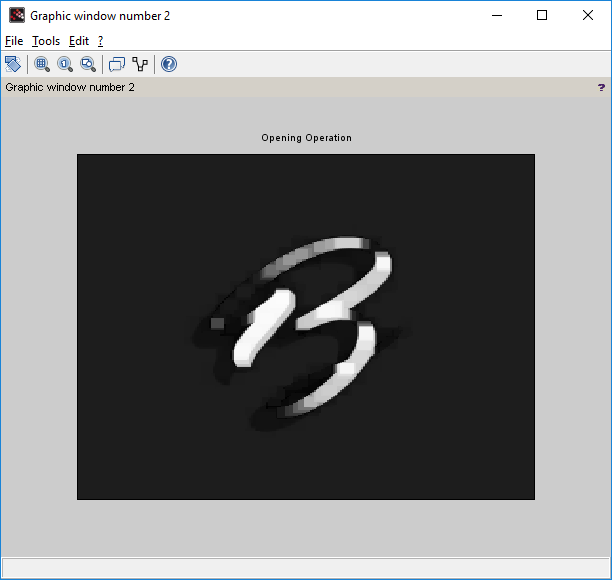 Graphic window number 2
File Tools Edit ?
Graphic window number 2 ?
Opening Operation
B